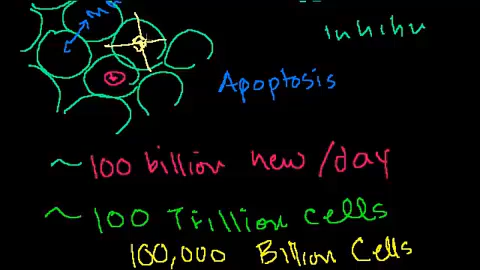 Apoptosis
~ 100 billion new/day
~ 100 Trillion cells
100,000 Billion Cells